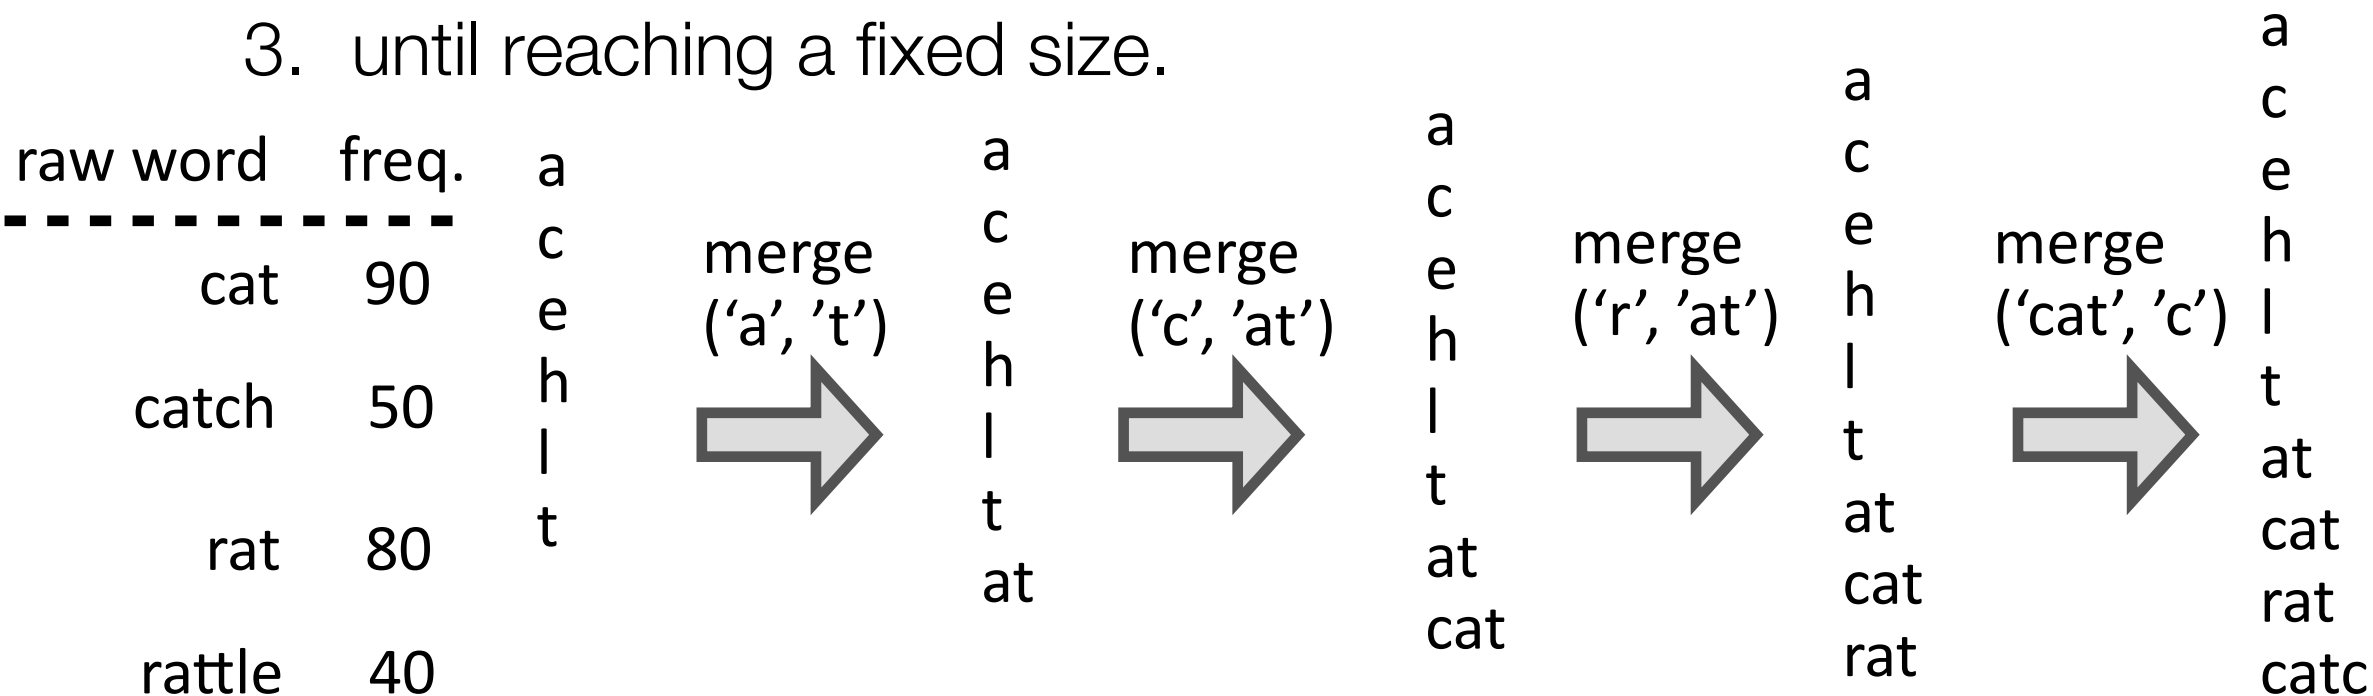 3. until reaching a fixed size.
raw word freq.
cat 90
catch 50
rat 80
rattle 40
a
c
e
h
l
t
merge
(‘a’, ’t’)
a
c
e
h
l
t
at
merge
(‘c’, ’at’)
a
c
e
h
l
t
at
cat
merge
(‘r’, ’at’)
a
c
e
h
l
t
at
cat
rat
merge
(‘cat’, ’c’)
a
c
e
h
l
t
at
cat
rat
catc